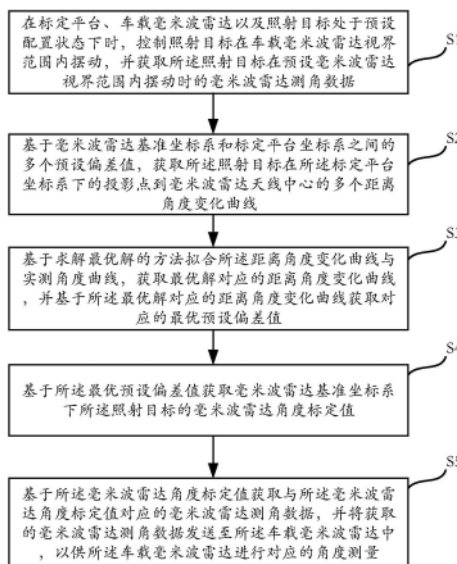 在标定平台、车载毫米波雷达以及照射目标处于预设
配置状态下时，控制照射目标在车载毫米波雷达视界
范围内摆动，并获取所述照射目标在预设毫米波雷达
视界范围内摆动时的毫米波雷达测角数据
S1
基于毫米波雷达基准坐标系和标定平台坐标系之间的
多个预设偏差值，获取所述照射目标在所述标定平台
坐标系下的投影点到毫米波雷达天线中心的多个距离
角度变化曲线
S2
基于求解最优解的方法拟合所述距离角度变化曲线与
实测角度曲线，获取最优解对应的距离角度变化曲线
，并基于所述最优解对应的距离角度变化曲线获取对
应的最优预设偏差值
S3
基于所述最优预设偏差值获取毫米波雷达基准坐标系
下所述照射目标的毫米波雷达角度标定值
S4
基于所述毫米波雷达角度标定值获取与所述毫米波雷
达角度标定值对应的毫米波雷达测角数据，并将获取
的毫米波雷达测角数据发送至所述车载毫米波雷达中
，以供所述车载毫米波雷达进行对应的角度测量
S5